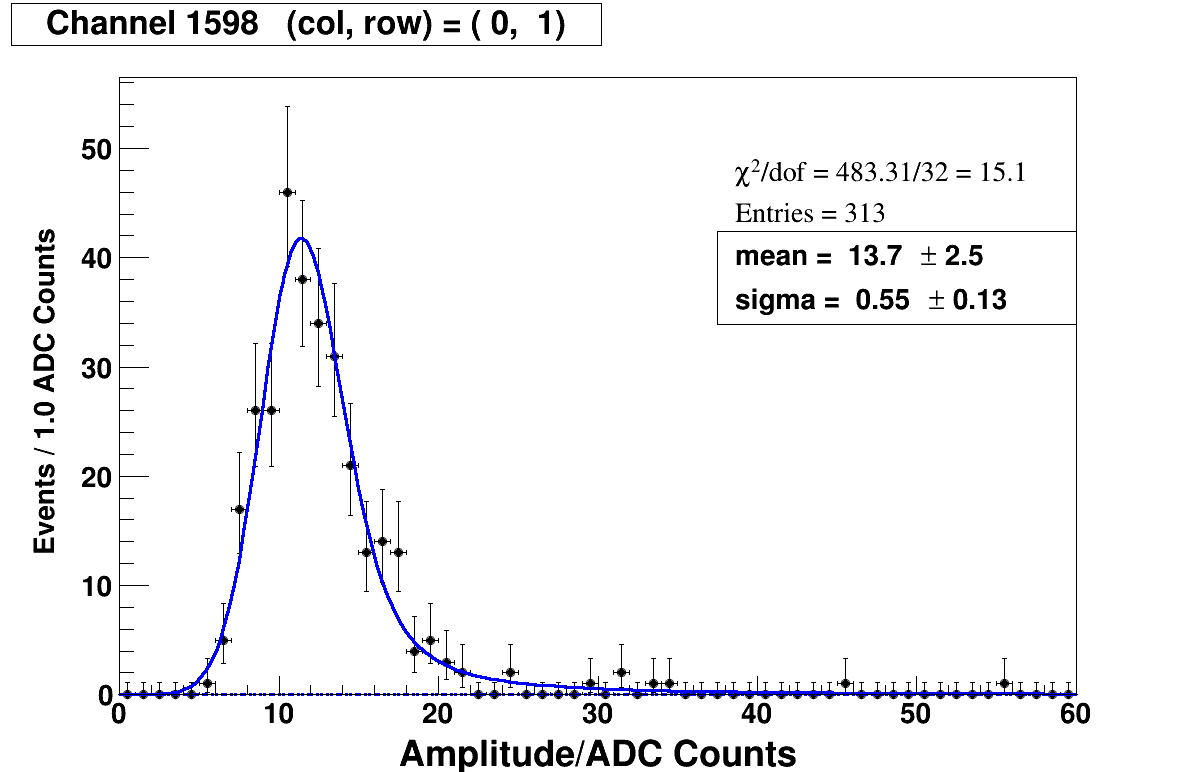 Channel 1598 (col, row) = ( 0, 1)
χ²/dof = 483.31/32 = 15.1
Entries = 313
mean = 13.7 ± 2.5
sigma = 0.55 ± 0.13
Events / 1.0 ADC Counts
50
40
30
20
10
0
0 10 20 30 40 50 60
Amplitude/ADC Counts